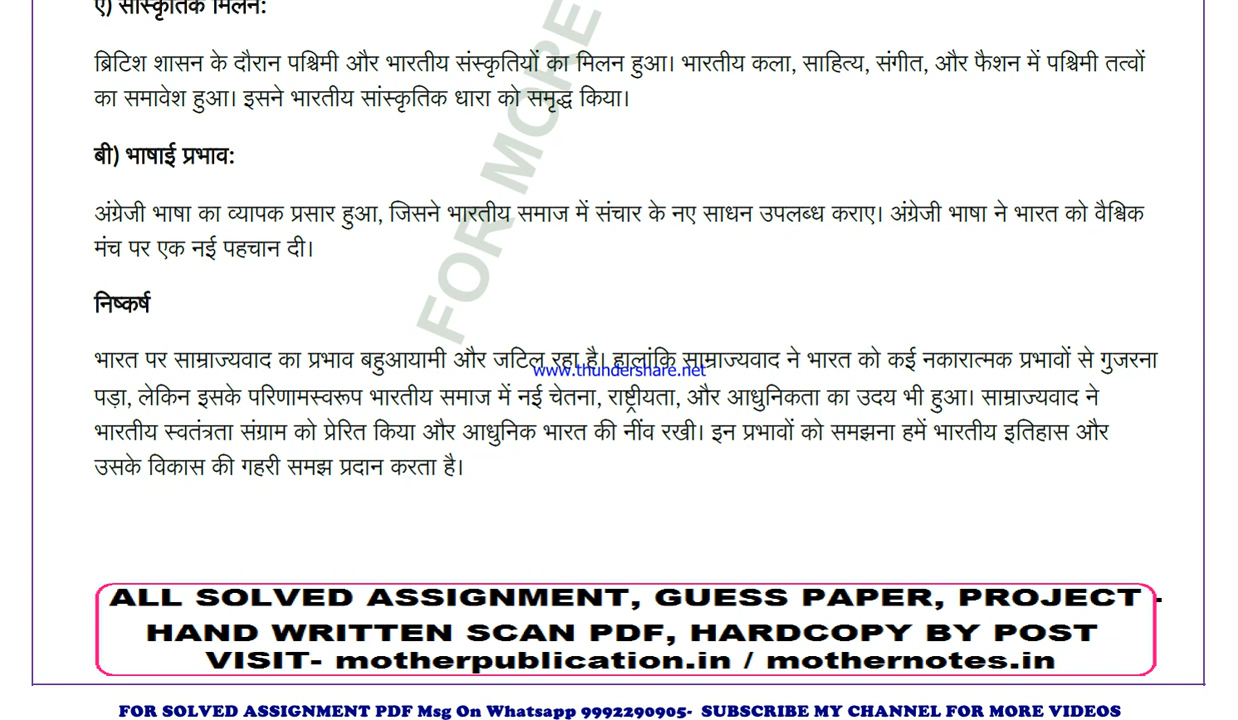 ए) सांस्कृतिक मिलन:
ब्रिटिश शासन के दौरान पश्चिमी और भारतीय संस्कृतियों का मिलन हुआ। भारतीय कला, साहित्य, संगीत, और फैशन में पश्चिमी तत्वों
का समावेश हुआ। इसने भारतीय सांस्कृतिक धारा को समृद्ध किया।
बी) भाषाई प्रभाव:
अंग्रेजी भाषा का व्यापक प्रसार हुआ, जिसने भारतीय समाज में संचार के नए साधन उपलब्ध कराए। अंग्रेजी भाषा ने भारत को वैश्विक
मंच पर एक नई पहचान दी।
निष्कर्ष
भारत पर साम्राज्यवाद का प्रभाव बहुआयामी और जटिल रहा है। हालांकि साम्राज्यवाद ने भारत को कई नकारात्मक प्रभावों से गुजरना
www.thundershare.net
पड़ा, लेकिन इसके परिणामस्वरूप भारतीय समाज में नई चेतना, राष्ट्रीयता, और आधुनिकता का उदय भी हुआ। साम्राज्यवाद ने
भारतीय स्वतंत्रता संग्राम को प्रेरित किया और आधुनिक भारत की नींव रखी। इन प्रभावों को समझना हमें भारतीय इतिहास और
उसके विकास की गहरी समझ प्रदान करता है।
FOR MORE
ALL SOLVED ASSIGNMENT, GUESS PAPER, PROJECT -
HAND WRITTEN SCAN PDF, HARDCOPY BY POST
VISIT- motherpublication.in / mothernotes.in
FOR SOLVED ASSIGNMENT PDF Msg On Whatsapp 9992290905- SUBSCRIBE MY CHANNEL FOR MORE VIDEOS